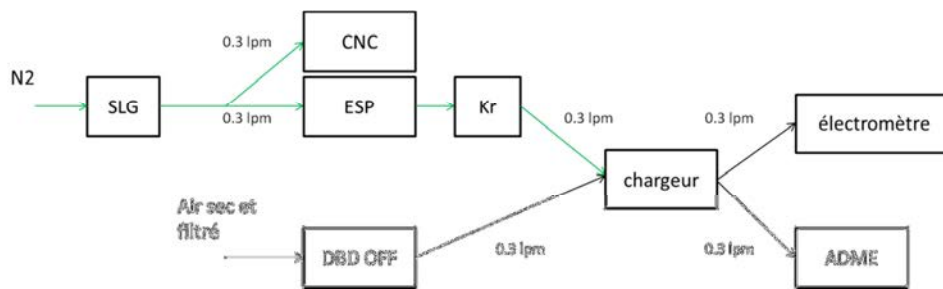 0.3 lpm
CNC
N2
SLG
0.3 lpm
ESP
Kr
0.3 lpm
0.3 lpm
électromètre
chargeur
Air sec et
filtré
DBD OFF
0.3 lpm
0.3 lpm
ADME